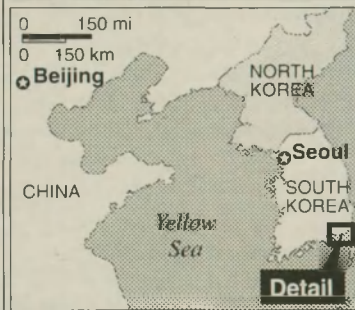 0 150 mi
0 150 km
Beijing
NORTH
KOREA
Seoul
CHINA
SOUTH
KOREA
Yellow
Sea
Detail